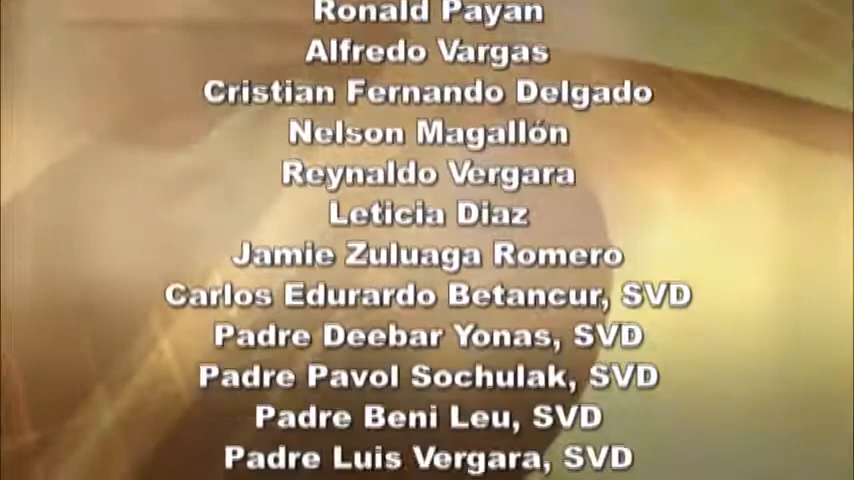 Ronald Payan
Alfredo Vargas
Cristian Fernando Delgado
Nelson Magallón
Reynaldo Vergara
Leticia Diaz
Jamie Zuluaga Romero
Carlos Edurardo Betancur, SVD
Padre Deebar Yonas, SVD
Padre Pavol Sochulak, SVD
Padre Beni Leu, SVD
Padre Luis Vergara, SVD